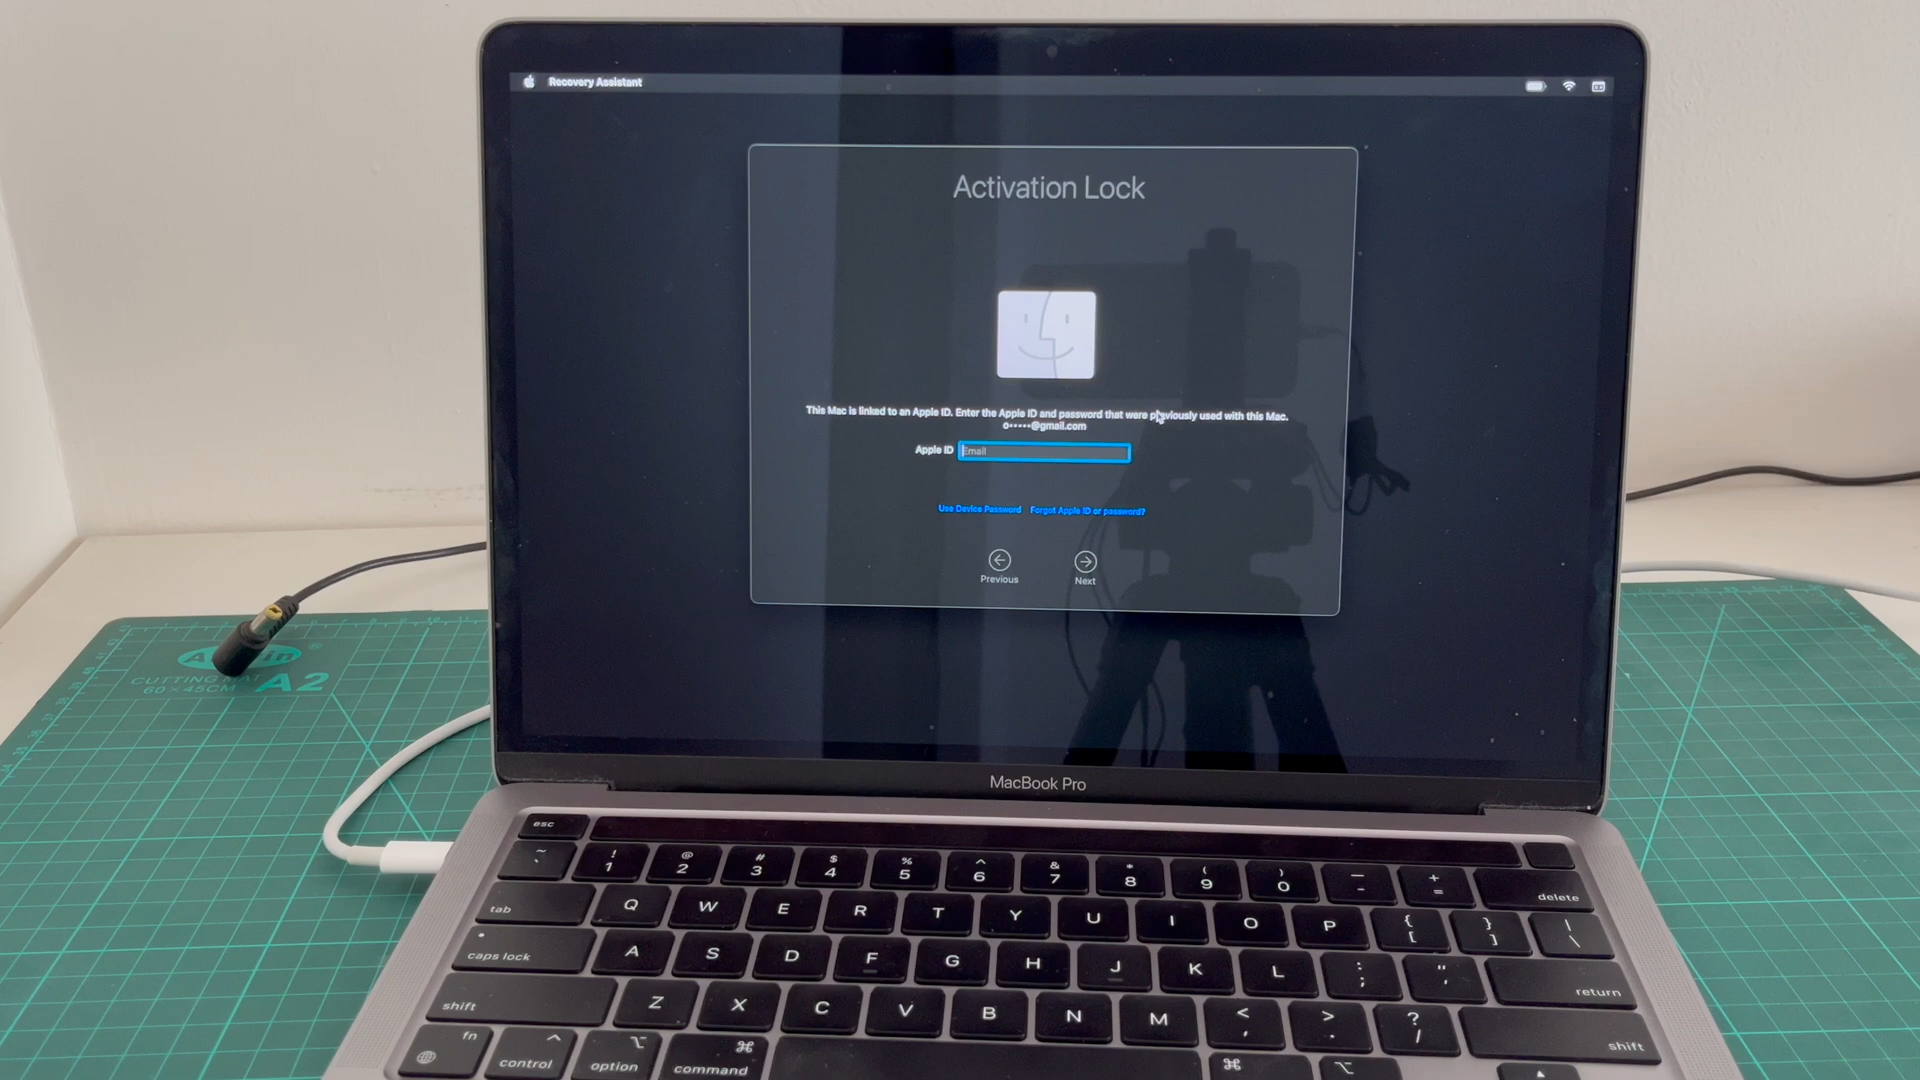 Recovery Assistant
Activation Lock
This Mac is linked to an Apple ID. Enter the Apple ID and password that were previously used with this Mac.
o•••••@gmail.com
Apple ID Email
Use Device Password Forgot Apple ID or password?
Previous Next
MacBook Pro
CUTTING MAT
60×45CM A2
esc
~ ` ! 1 @ 2 # 3 $ 4 % 5 ^ 6 & 7 * 8 ( 9 ) 0 _ - + = delete
tab Q W E R T Y U I O P { [ } ] | \
caps lock A S D F G H J K L : ; " ' return
shift Z X C V B N M < , > . ? / shift
fn control option command